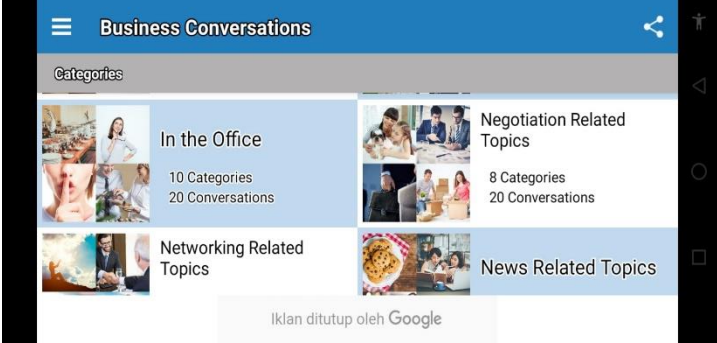 Business Conversations
Categories
In the Office
10 Categories
20 Conversations
Negotiation Related
Topics
8 Categories
20 Conversations
Networking Related
Topics
News Related Topics
Iklan ditutup oleh Google